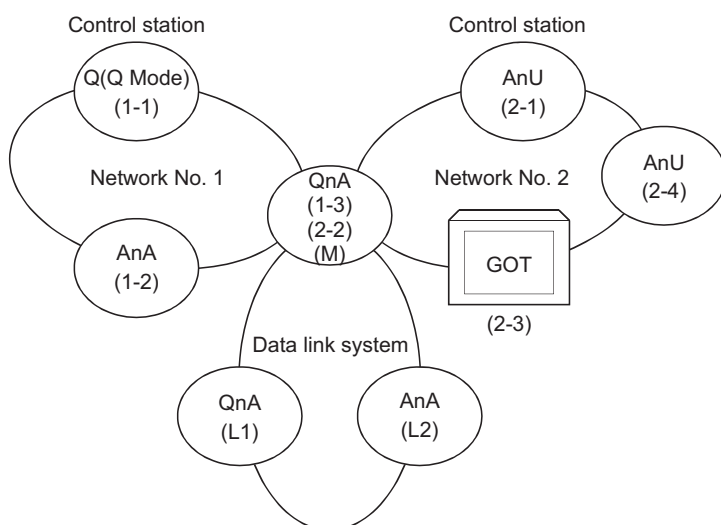 Control station
Control station
Q(Q Mode)
(1-1)
AnU
(2-1)
Network No. 1
QnA
(1-3)
(2-2)
(M)
Network No. 2
AnU
(2-4)
AnA
(1-2)
GOT
(2-3)
Data link system
QnA
(L1)
AnA
(L2)